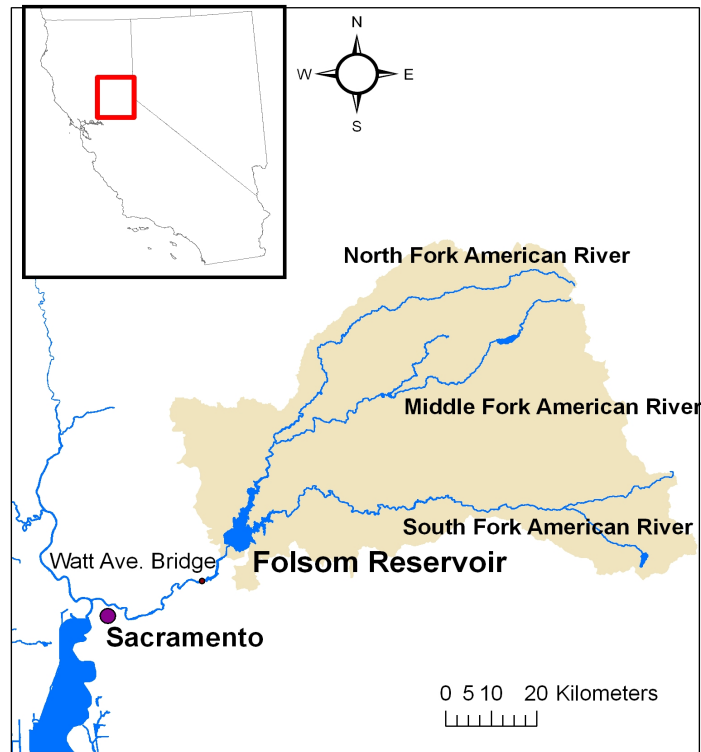 N
W E
S
North Fork American River
Middle Fork American River
South Fork American River
Watt Ave. Bridge
Folsom Reservoir
Sacramento
0 5 10 20 Kilometers